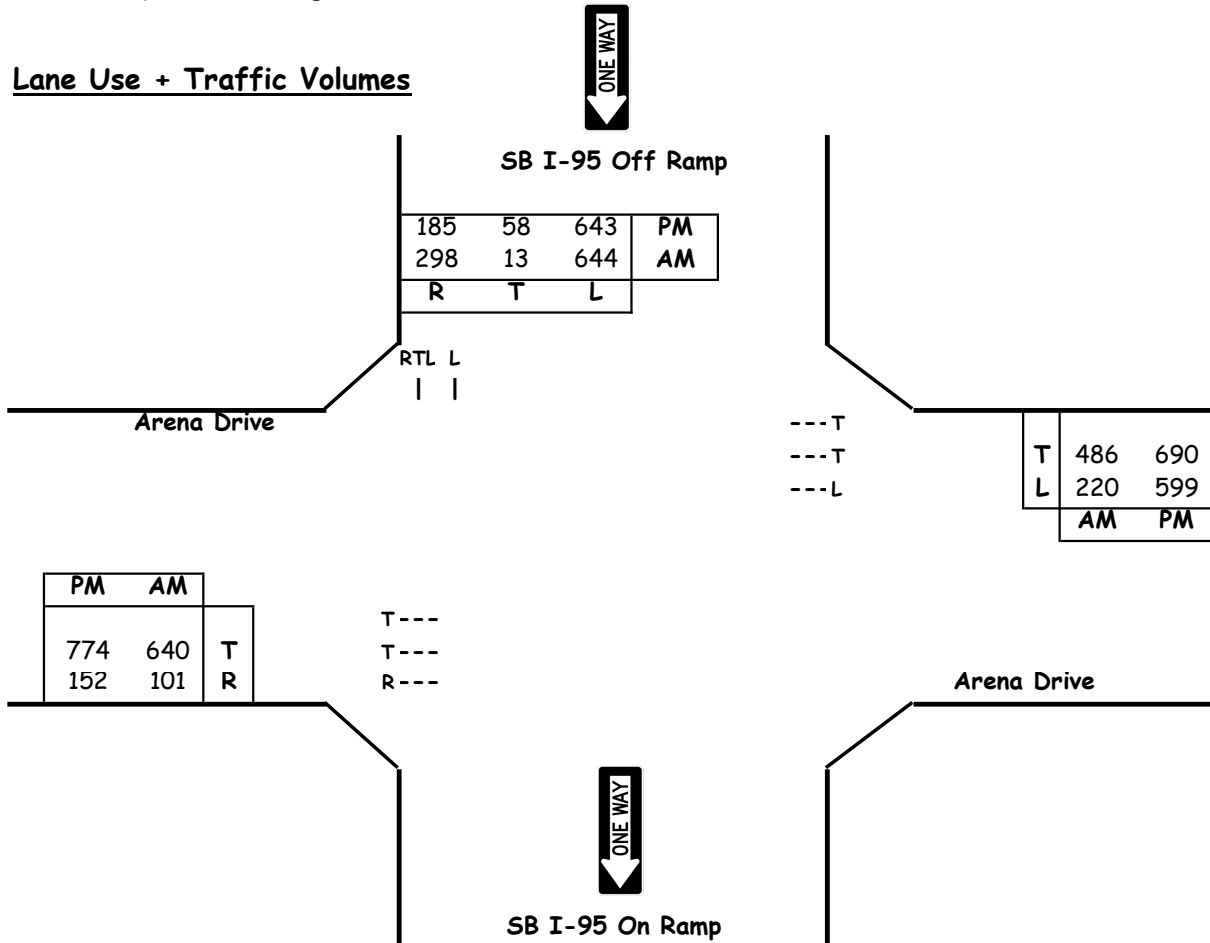 ONE WAY
Lane Use + Traffic Volumes
SB I-95 Off Ramp
185 58 643 PM
298 13 644 AM
R T L
RTL L
| |
Arena Drive
---T
---T
---L
T 486 690
L 220 599
AM PM
PM AM
774 640 T
152 101 R
T---
T---
R---
Arena Drive
ONE WAY
SB I-95 On Ramp